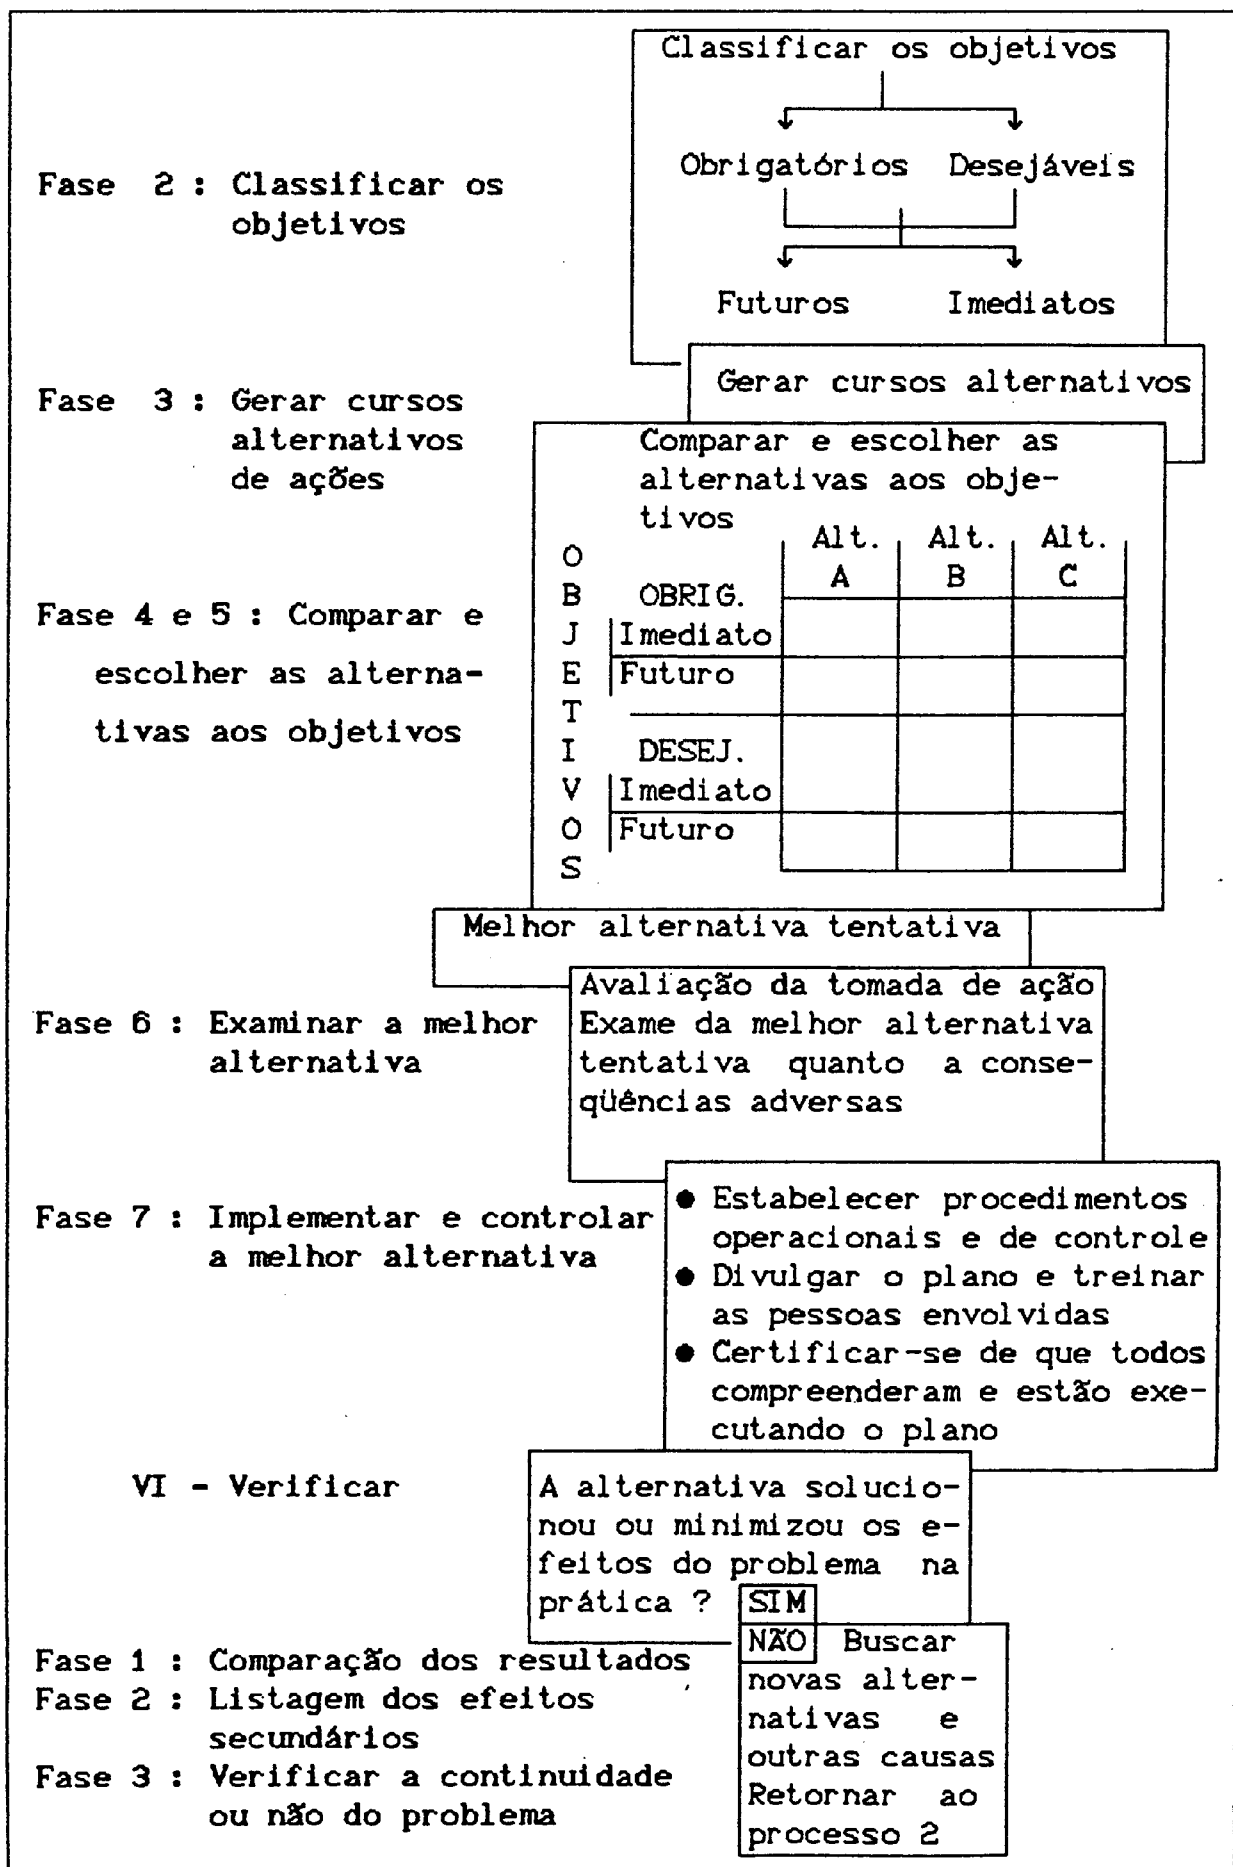 Classificar os objetivos
Obrigatórios Desejáveis
Futuros Imediatos
Fase 2 : Classificar os
objetivos
Gerar cursos alternativos
Fase 3 : Gerar cursos
alternativos
de ações
Comparar e escolher as
alternativas aos obje-
tivos
Alt. Alt. Alt.
A B C
O
B
J
E
T
I
V
O
S
OBRIG.
Imediato
Futuro
DESEJ.
Imediato
Futuro
Fase 4 e 5 : Comparar e
escolher as alterna-
tivas aos objetivos
Melhor alternativa tentativa
Avaliação da tomada de ação
Exame da melhor alternativa
tentativa quanto a conse-
qüências adversas
Fase 6 : Examinar a melhor
alternativa
● Estabelecer procedimentos
operacionais e de controle
● Divulgar o plano e treinar
as pessoas envolvidas
● Certificar-se de que todos
compreenderam e estão exe-
cutando o plano
Fase 7 : Implementar e controlar
a melhor alternativa
VI - Verificar
A alternativa solucio-
nou ou minimizou os e-
feitos do problema na
prática ? SIM
NÃO Buscar
novas alter-
nativas e
outras causas
Retornar ao
processo 2
Fase 1 : Comparação dos resultados
Fase 2 : Listagem dos efeitos
secundários
Fase 3 : Verificar a continuidade
ou não do problema